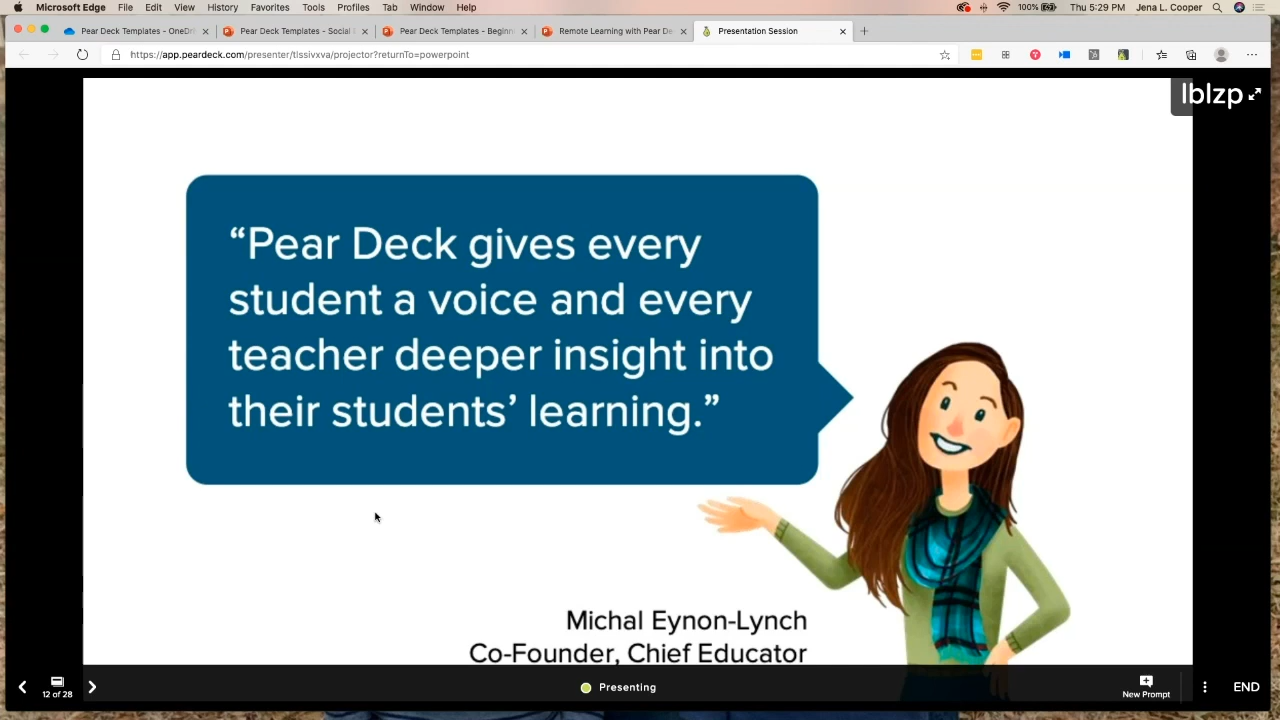 Microsoft Edge File Edit View History Favorites Tools Profiles Tab Window Help 100% Thu 5:29 PM Jena L. Cooper
Pear Deck Templates - OneDri Pear Deck Templates - Social Pear Deck Templates - Beginn Remote Learning with Pear De Presentation Session
https://app.peardeck.com/presenter/tlssivxva/projector?returnTo=powerpoint
lblzp
“Pear Deck gives every
student a voice and every
teacher deeper insight into
their students’ learning.”
Michal Eynon-Lynch
Co-Founder, Chief Educator
12 of 28
Presenting
New Prompt
END